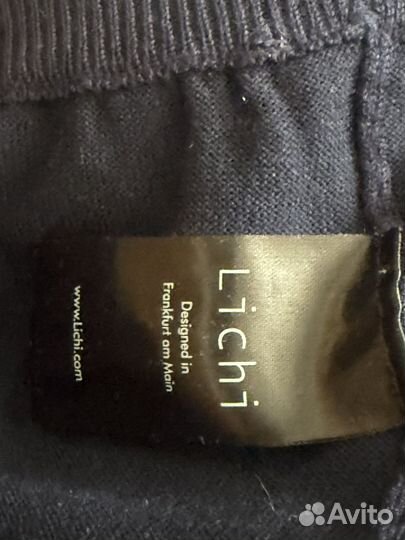 Lichi
Designed in
Frankfurt am Main
www.Lichi.com
Avito